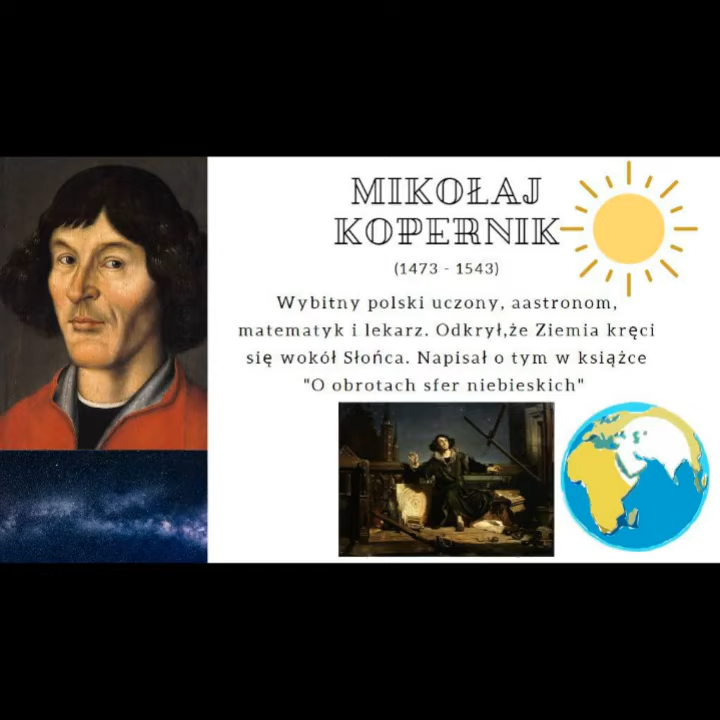 MIKOŁAJ
KOPERNIK
(1473 - 1543)
Wybitny polski uczony, aastronom,
matematyk i lekarz. Odkrył,że Ziemia kręci
się wokół Słońca. Napisał o tym w książce
"O obrotach sfer niebieskich"